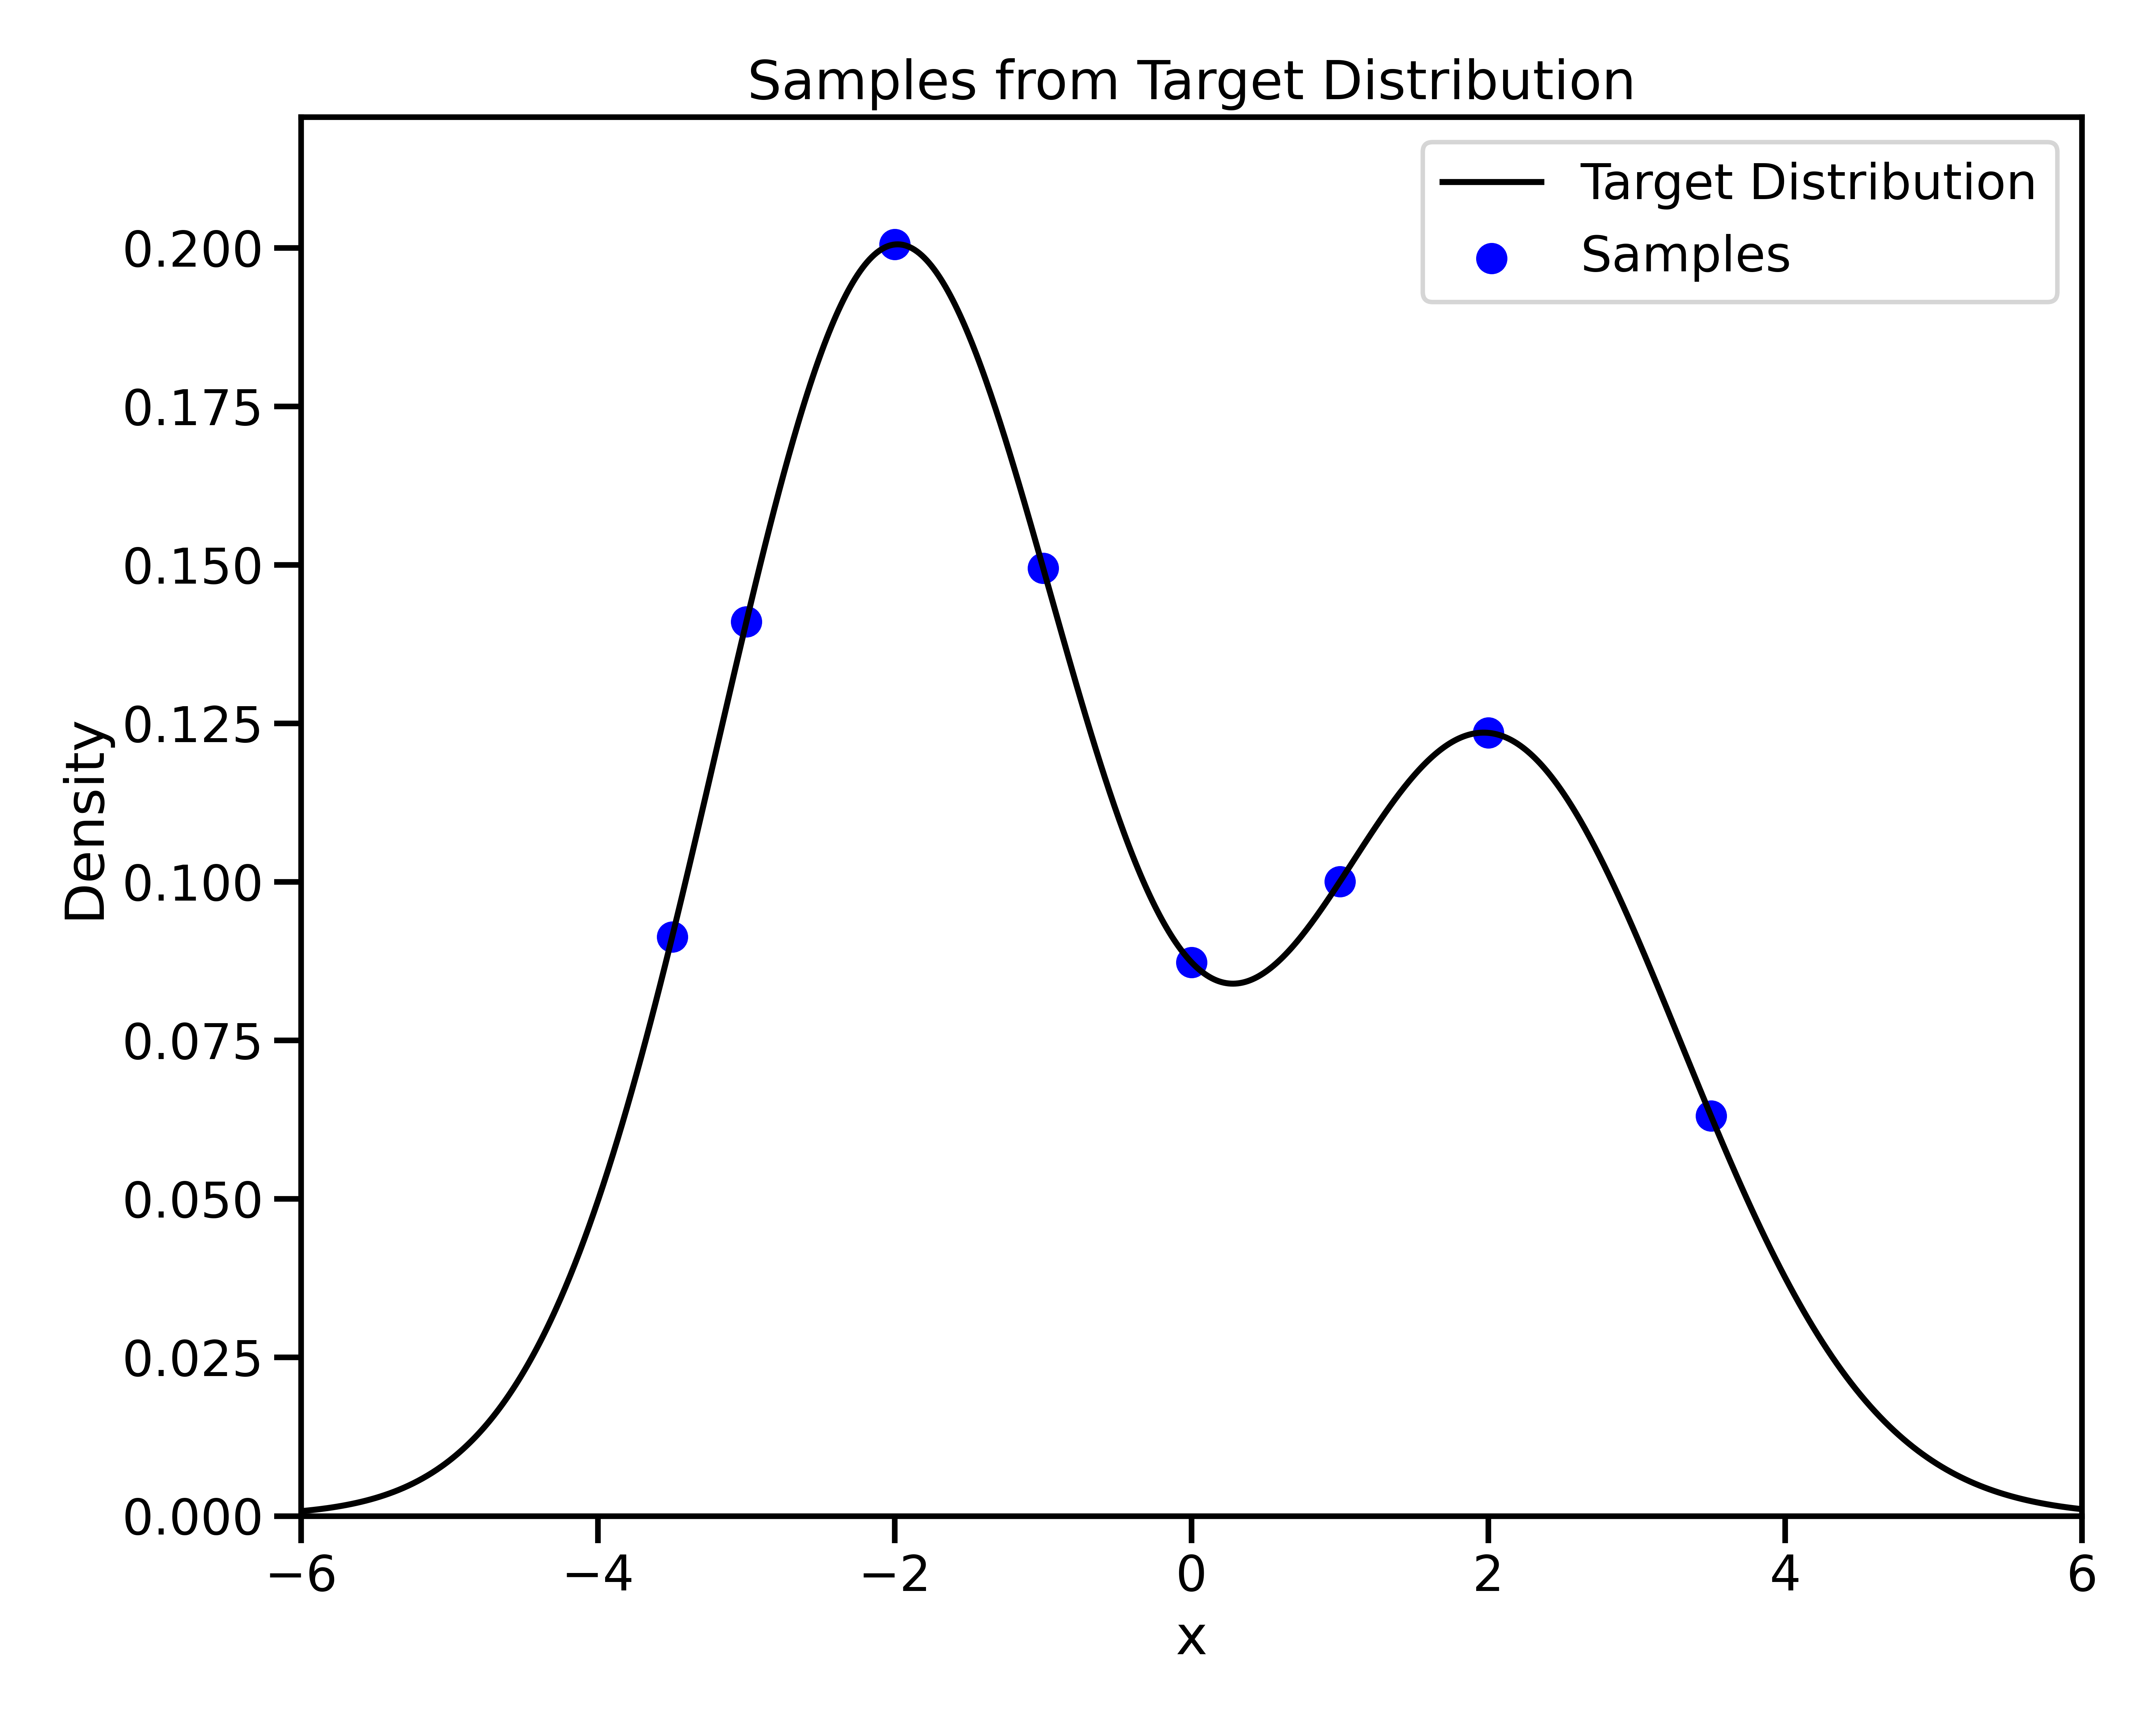 Samples from Target Distribution
Target Distribution
Samples
Density
0.200
0.175
0.150
0.125
0.100
0.075
0.050
0.025
0.000
−6 −4 −2 0 2 4 6
x